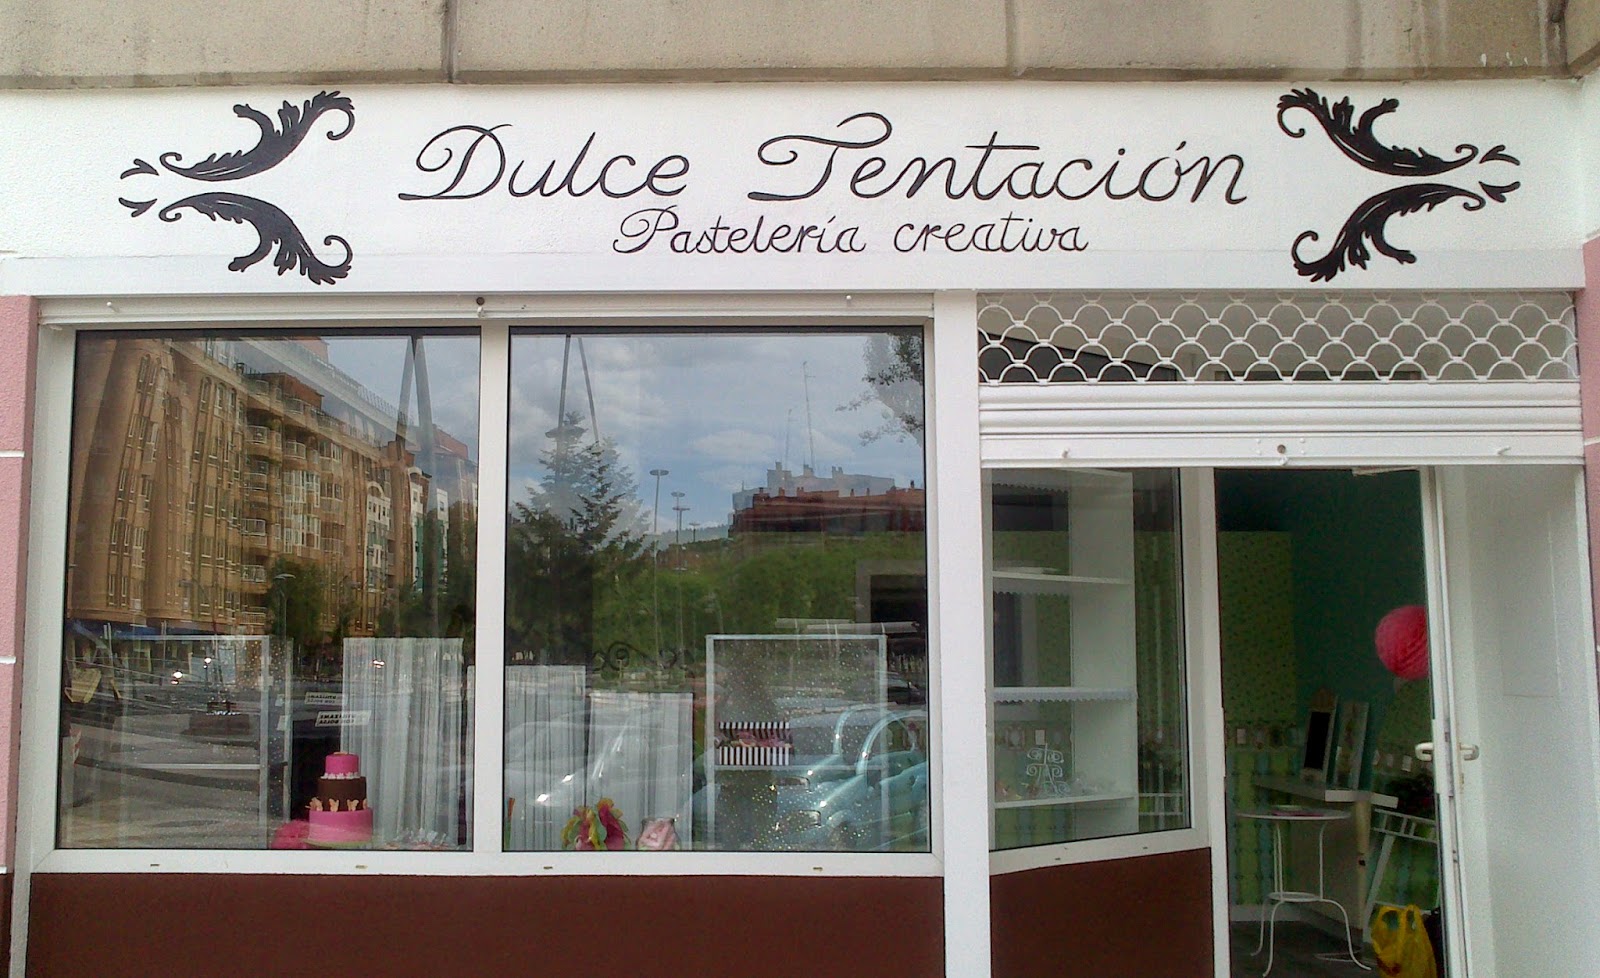 Dulce Tentación
Pastelería creativa